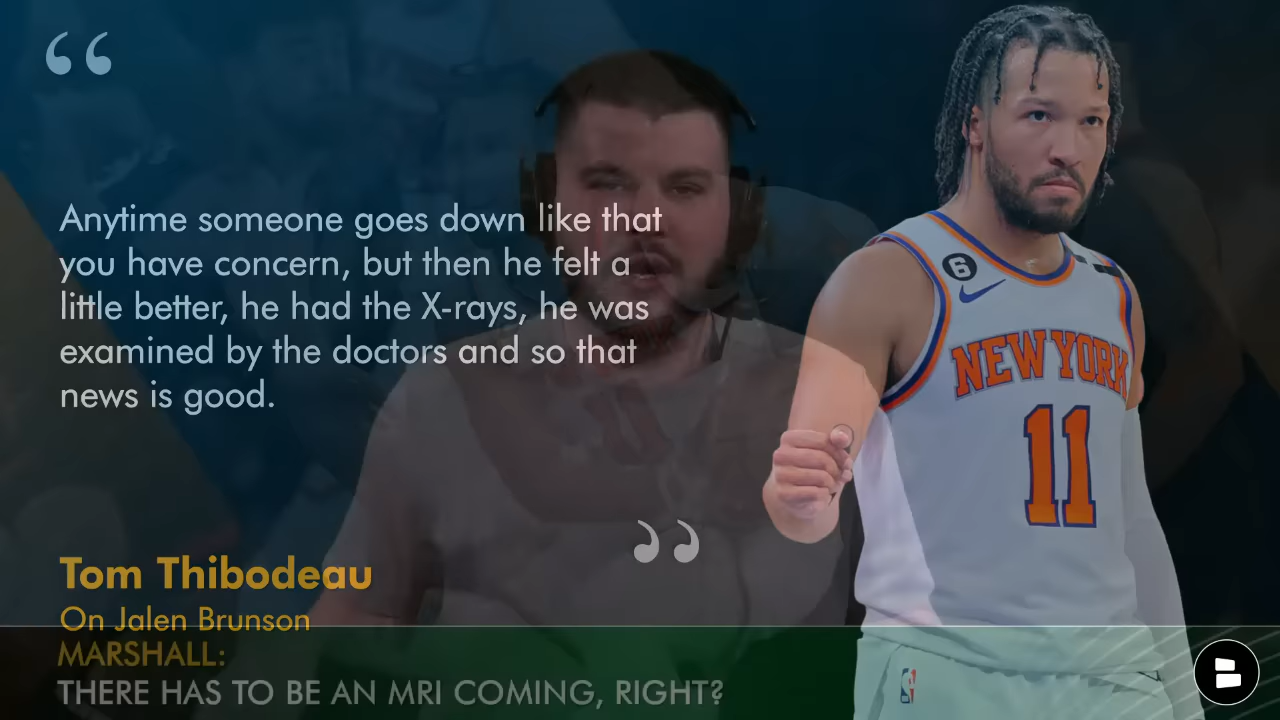 “
Anytime someone goes down like that
you have concern, but then he felt a
little better, he had the X-rays, he was
examined by the doctors and so that
news is good.
”
Tom Thibodeau
On Jalen Brunson
MARSHALL:
THERE HAS TO BE AN MRI COMING, RIGHT?
6
NEW YORK
11